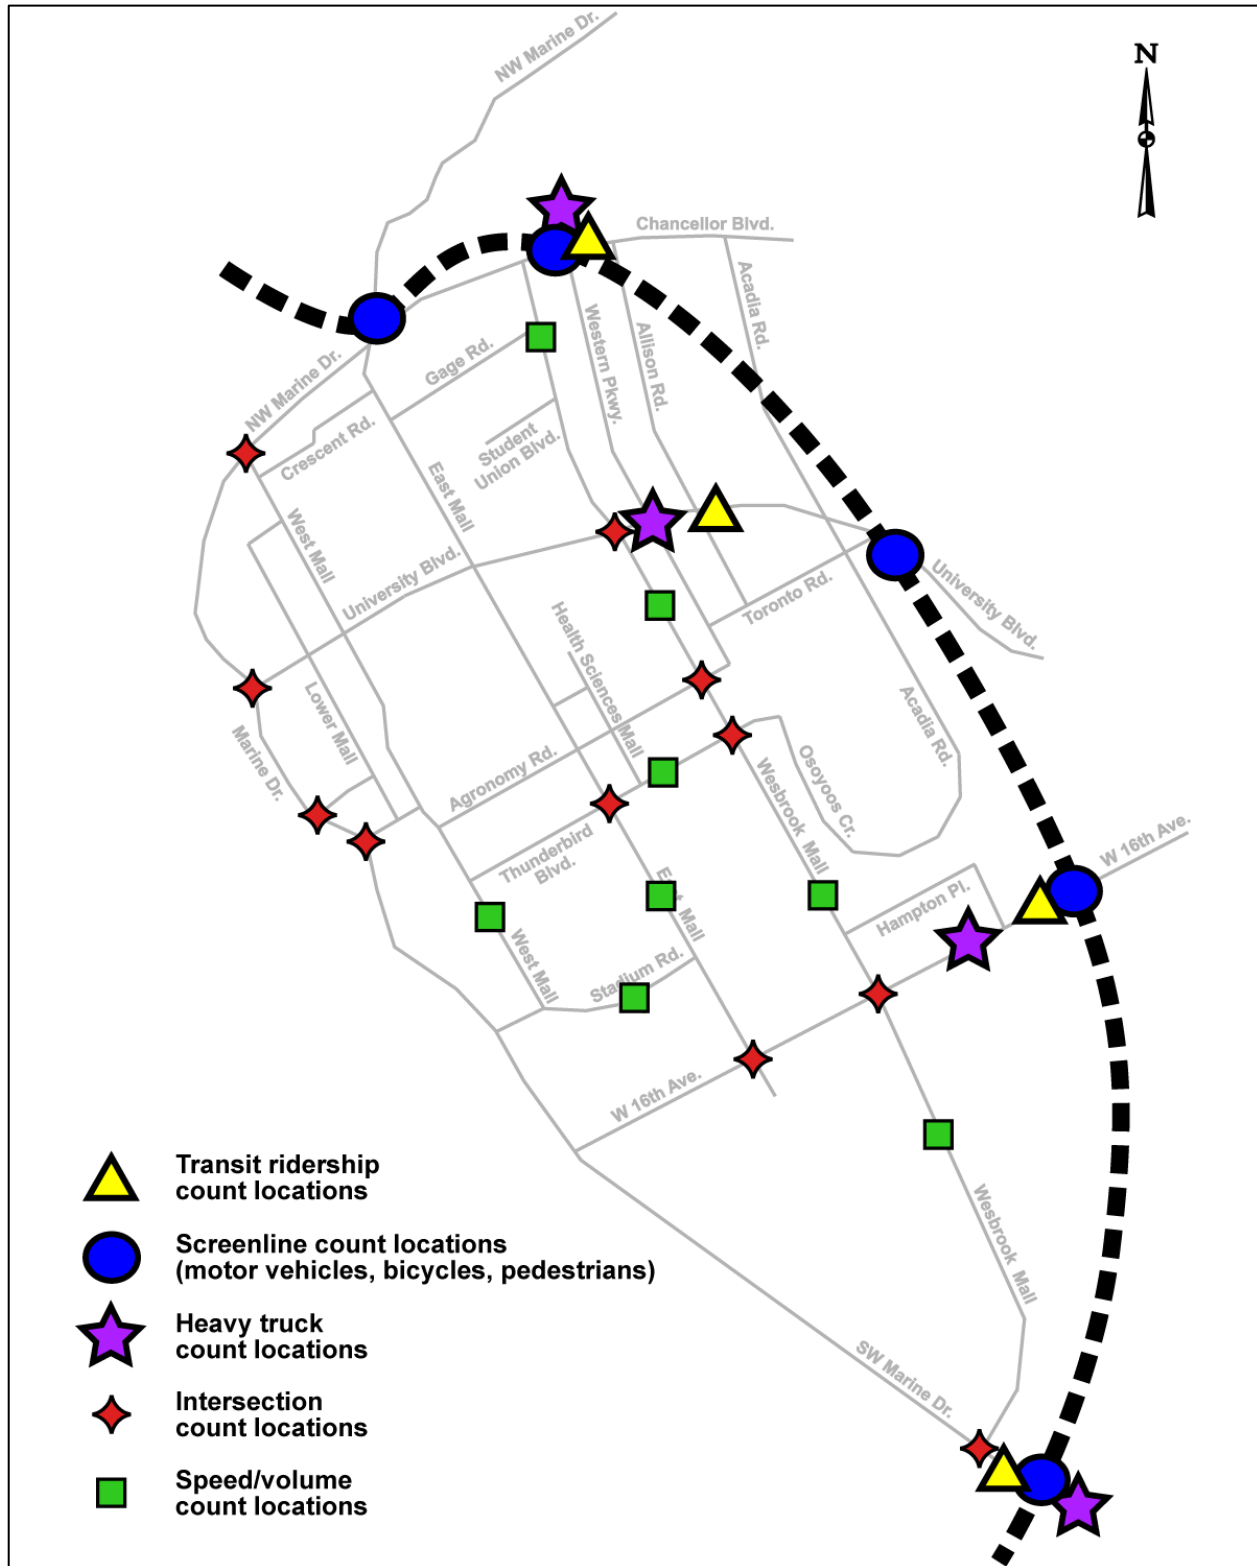 NW Marine Dr.
N
Chancellor Blvd.
Acadia Rd.
Western Pkwy.
Allison Rd.
Gage Rd.
NW Marine Dr.
Crescent Rd.
Student
Union Blvd.
East Mall
West Mall
University Blvd.
Toronto Rd.
University Blvd.
Health Sciences Mall
Lower Mall
Marine Dr.
Acadia Rd.
Agronomy Rd.
Wesbrook Mall
Osoyoos Cr.
Thunderbird
Blvd.
W 16th Ave.
East Mall
Hampton Pl.
West Mall
Stadium Rd.
W 16th Ave.
Wesbrook Mall
SW Marine Dr.
Transit ridership
count locations
Screenline count locations
(motor vehicles, bicycles, pedestrians)
Heavy truck
count locations
Intersection
count locations
Speed/volume
count locations